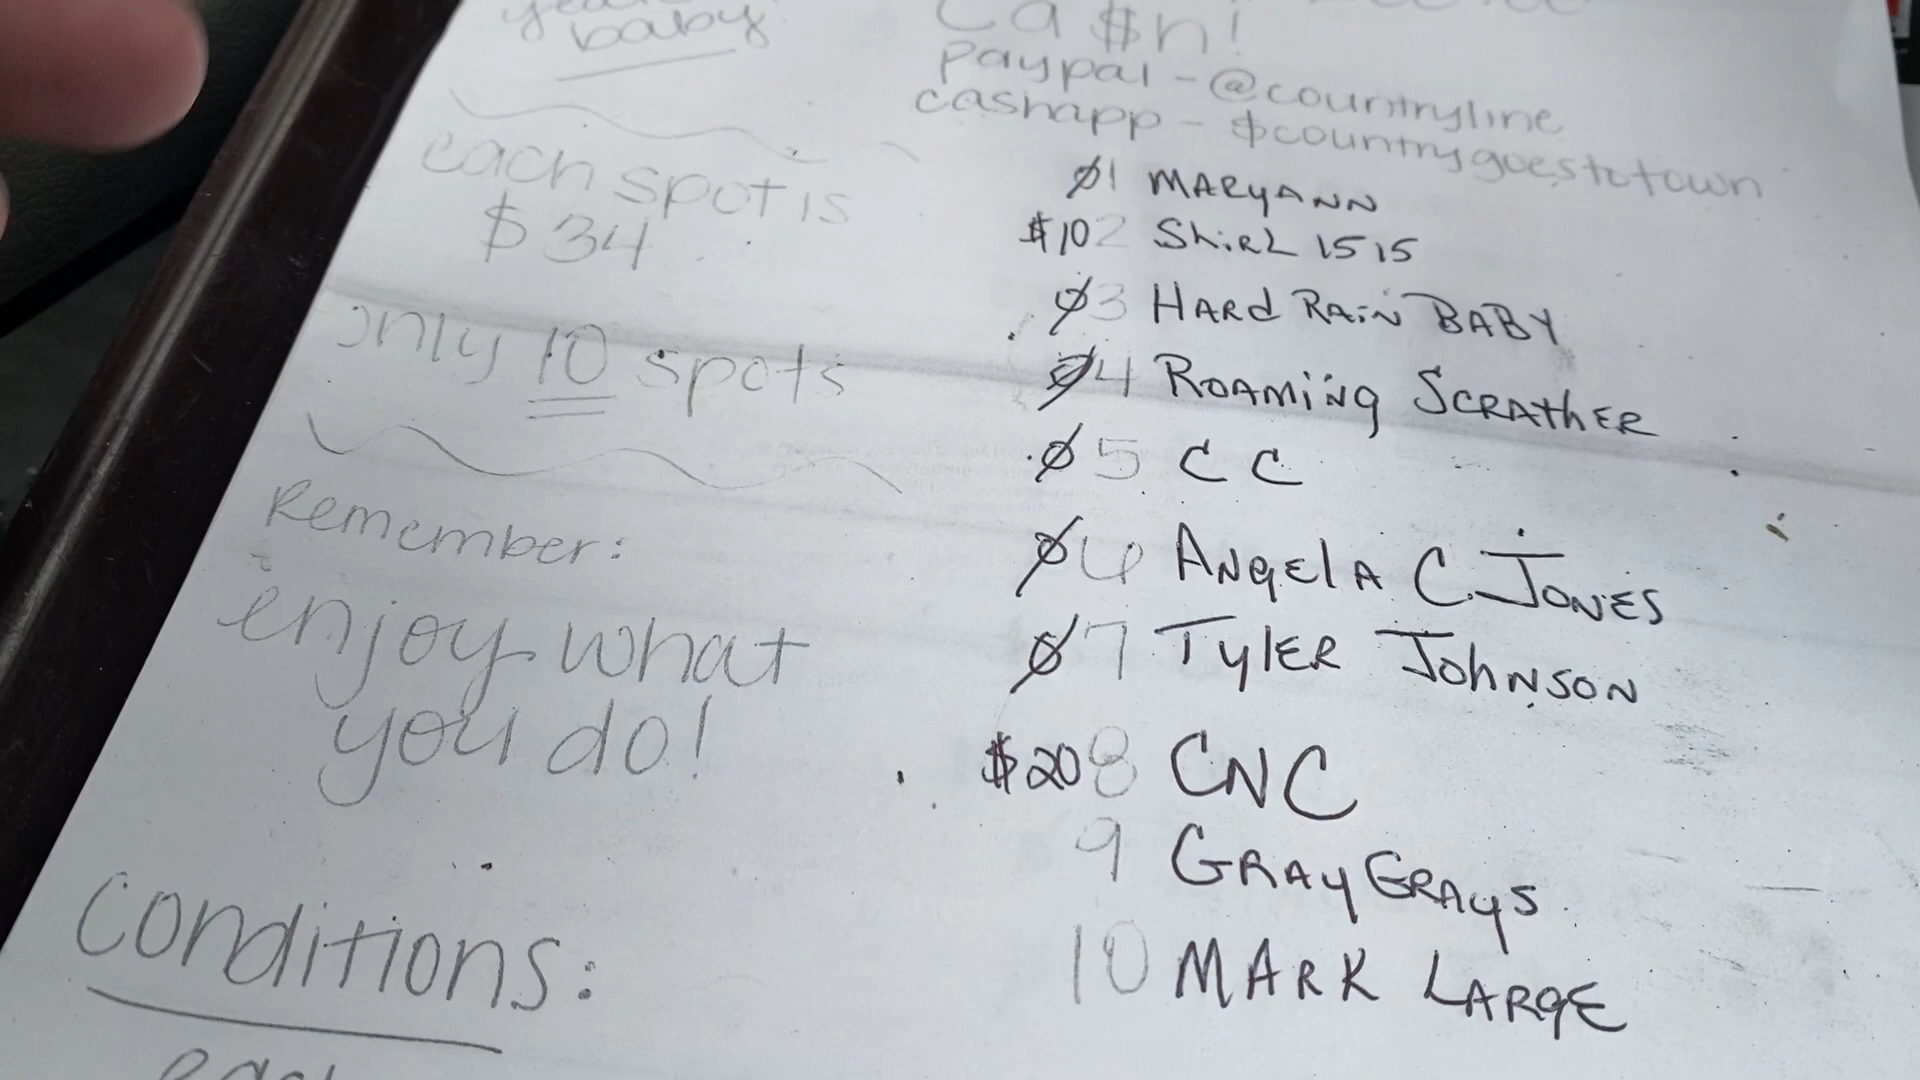 baby
Ca$h!
paypal - @countryline
cashapp - $countrygoestotown
each spot is
$34
only 10 spots
Remember:
enjoy what
you do!
conditions:
Ø1 MARYANN
$10 2 ShiRL 1515
Ø3 HARd RAiN BABY
Ø4 ROAMiNg SCRAthER
Ø5 CC
Ø6 ANgElA C. JONES
Ø7 TylER JohNSON
$20 8 CNC
9 GRAY GRAYS
10 MARK LARgE